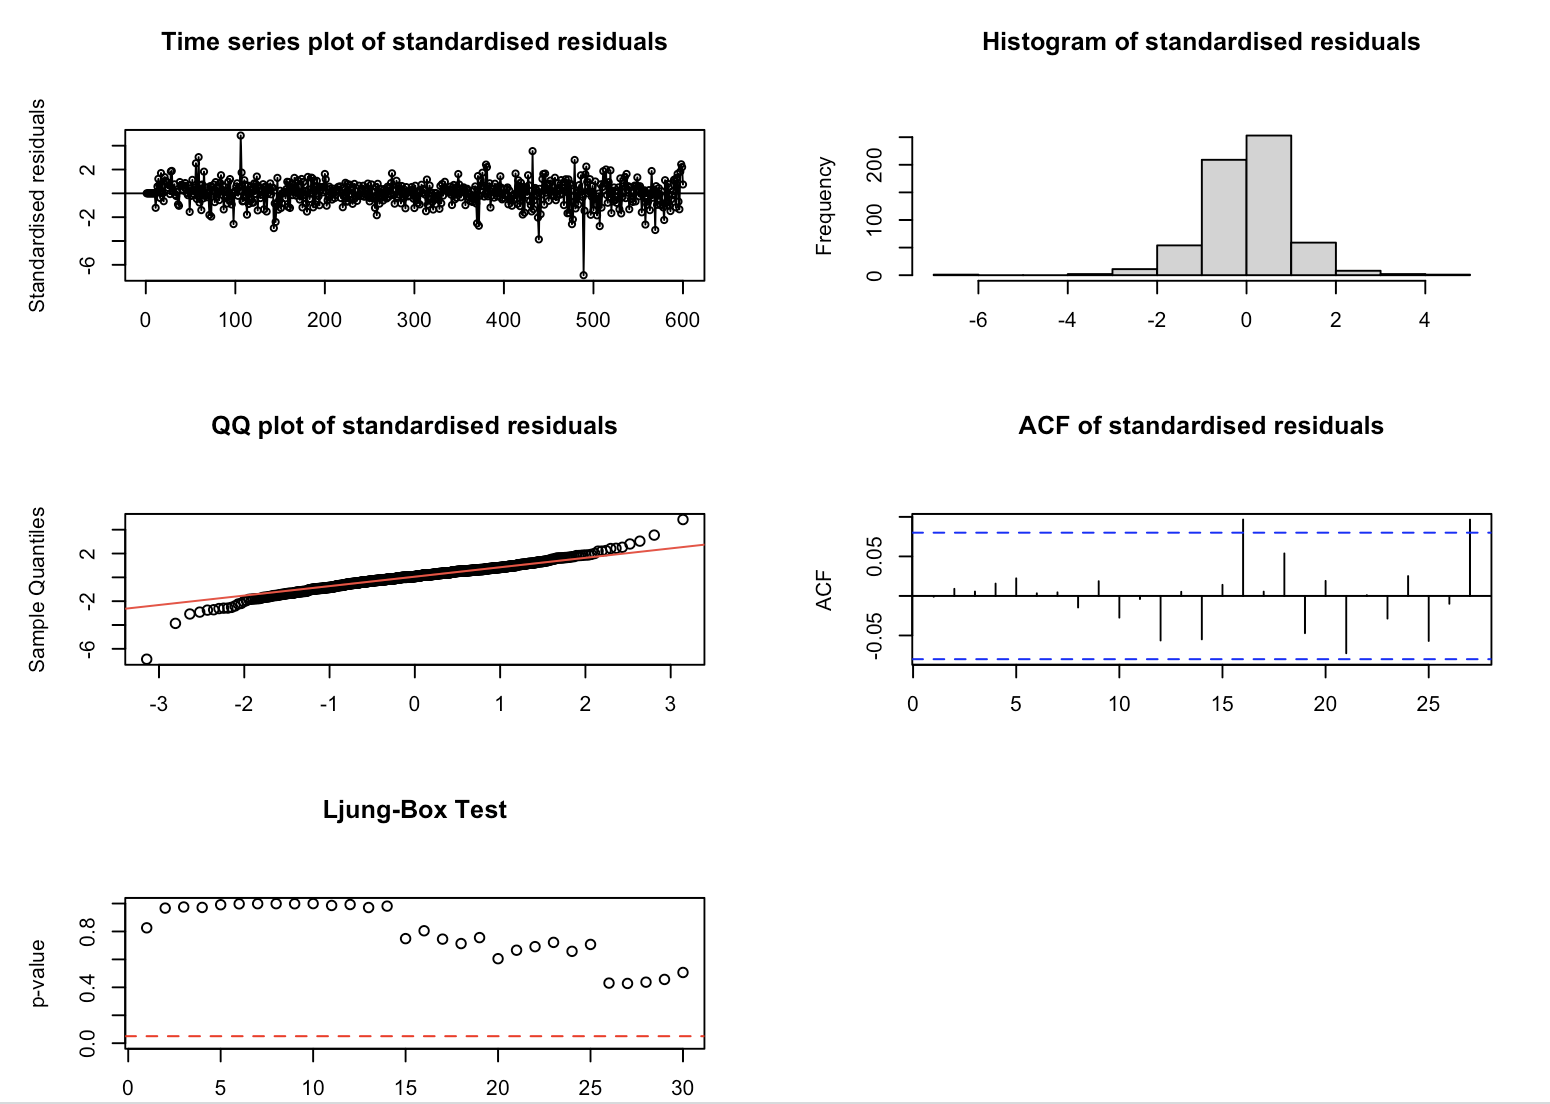 Time series plot of standardised residuals
Standardised residuals
2
-2
-6
0 100 200 300 400 500 600
Histogram of standardised residuals
Frequency
200
100
0
-6 -4 -2 0 2 4
QQ plot of standardised residuals
Sample Quantiles
2
-2
-6
-3 -2 -1 0 1 2 3
ACF of standardised residuals
ACF
0.05
-0.05
0 5 10 15 20 25
Ljung-Box Test
p-value
0.8
0.4
0.0
0 5 10 15 20 25 30